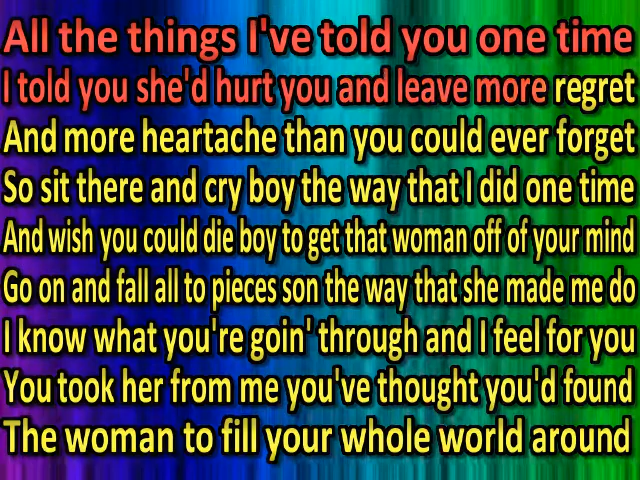 All the things I've told you one time
I told you she'd hurt you and leave more regret
And more heartache than you could ever forget
So sit there and cry boy the way that I did one time
And wish you could die boy to get that woman off of your mind
Go on and fall all to pieces son the way that she made me do
I know what you're goin' through and I feel for you
You took her from me you've thought you'd found
The woman to fill your whole world around